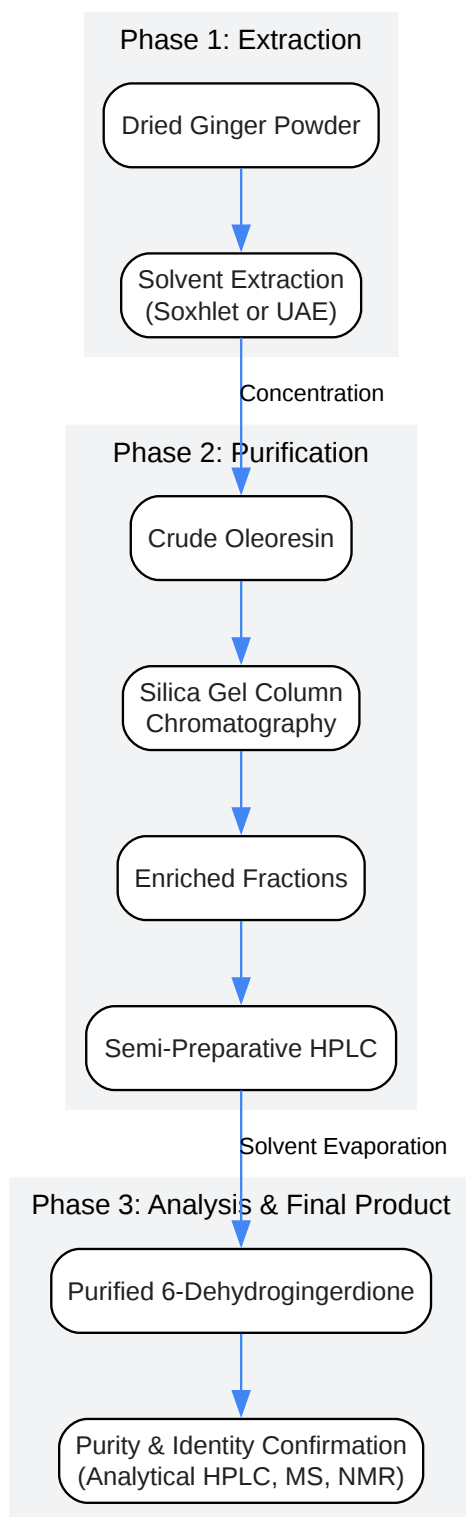 Phase 1: Extraction
Dried Ginger Powder
Solvent Extraction
(Soxhlet or UAE)
Concentration
Phase 2: Purification
Crude Oleoresin
Silica Gel Column
Chromatography
Enriched Fractions
Semi-Preparative HPLC
Solvent Evaporation
Phase 3: Analysis & Final Product
Purified 6-Dehydrogingerdione
Purity & Identity Confirmation
(Analytical HPLC, MS, NMR)